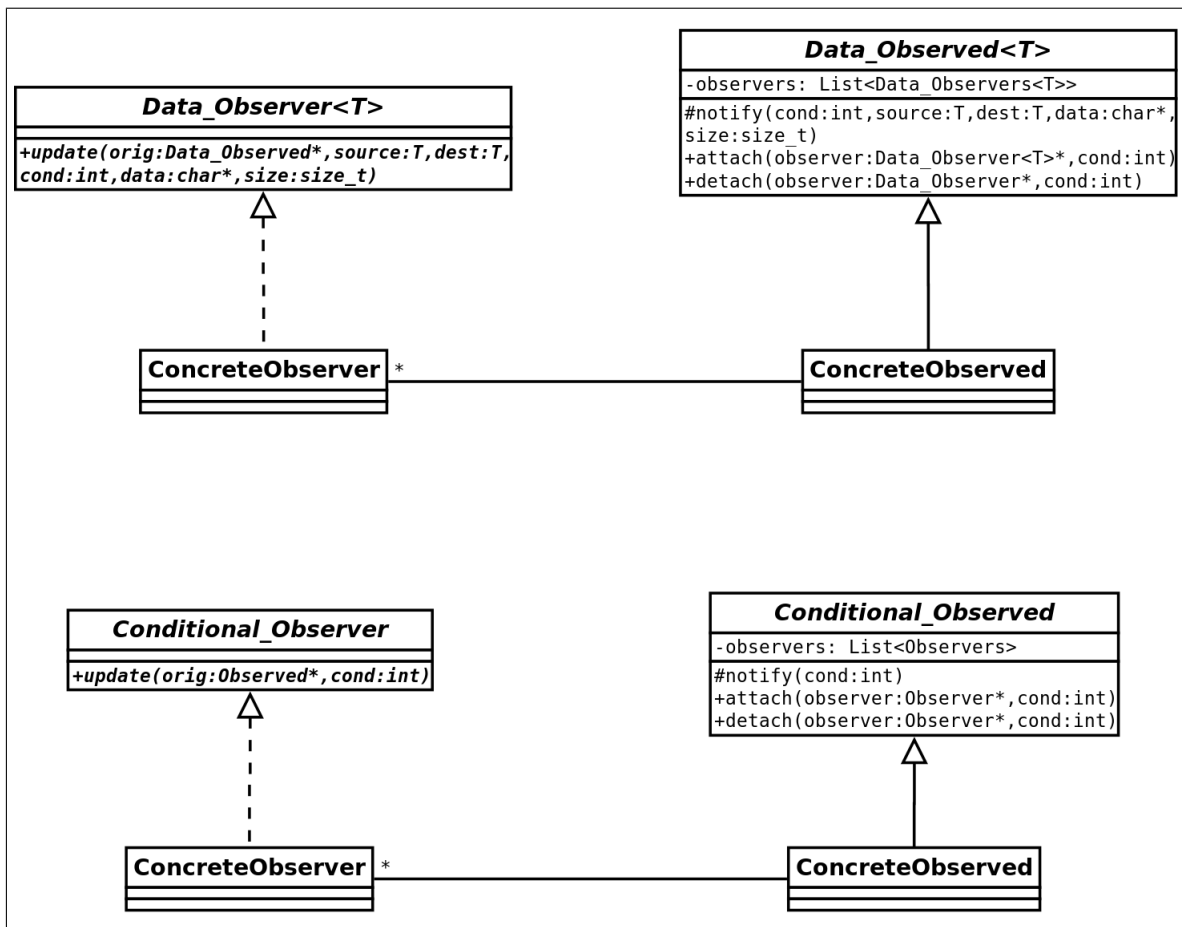 Data_Observer<T>
+update(orig:Data_Observed*,source:T,dest:T,
cond:int,data:char*,size:size_t)
Data_Observed<T>
-observers: List<Data_Observers<T>>
#notify(cond:int,source:T,dest:T,data:char*,
size:size_t)
+attach(observer:Data_Observer<T>*,cond:int)
+detach(observer:Data_Observer*,cond:int)
ConcreteObserver
*
ConcreteObserved
Conditional_Observer
+update(orig:Observed*,cond:int)
Conditional_Observed
-observers: List<Observers>
#notify(cond:int)
+attach(observer:Observer*,cond:int)
+detach(observer:Observer*,cond:int)
ConcreteObserver
*
ConcreteObserved